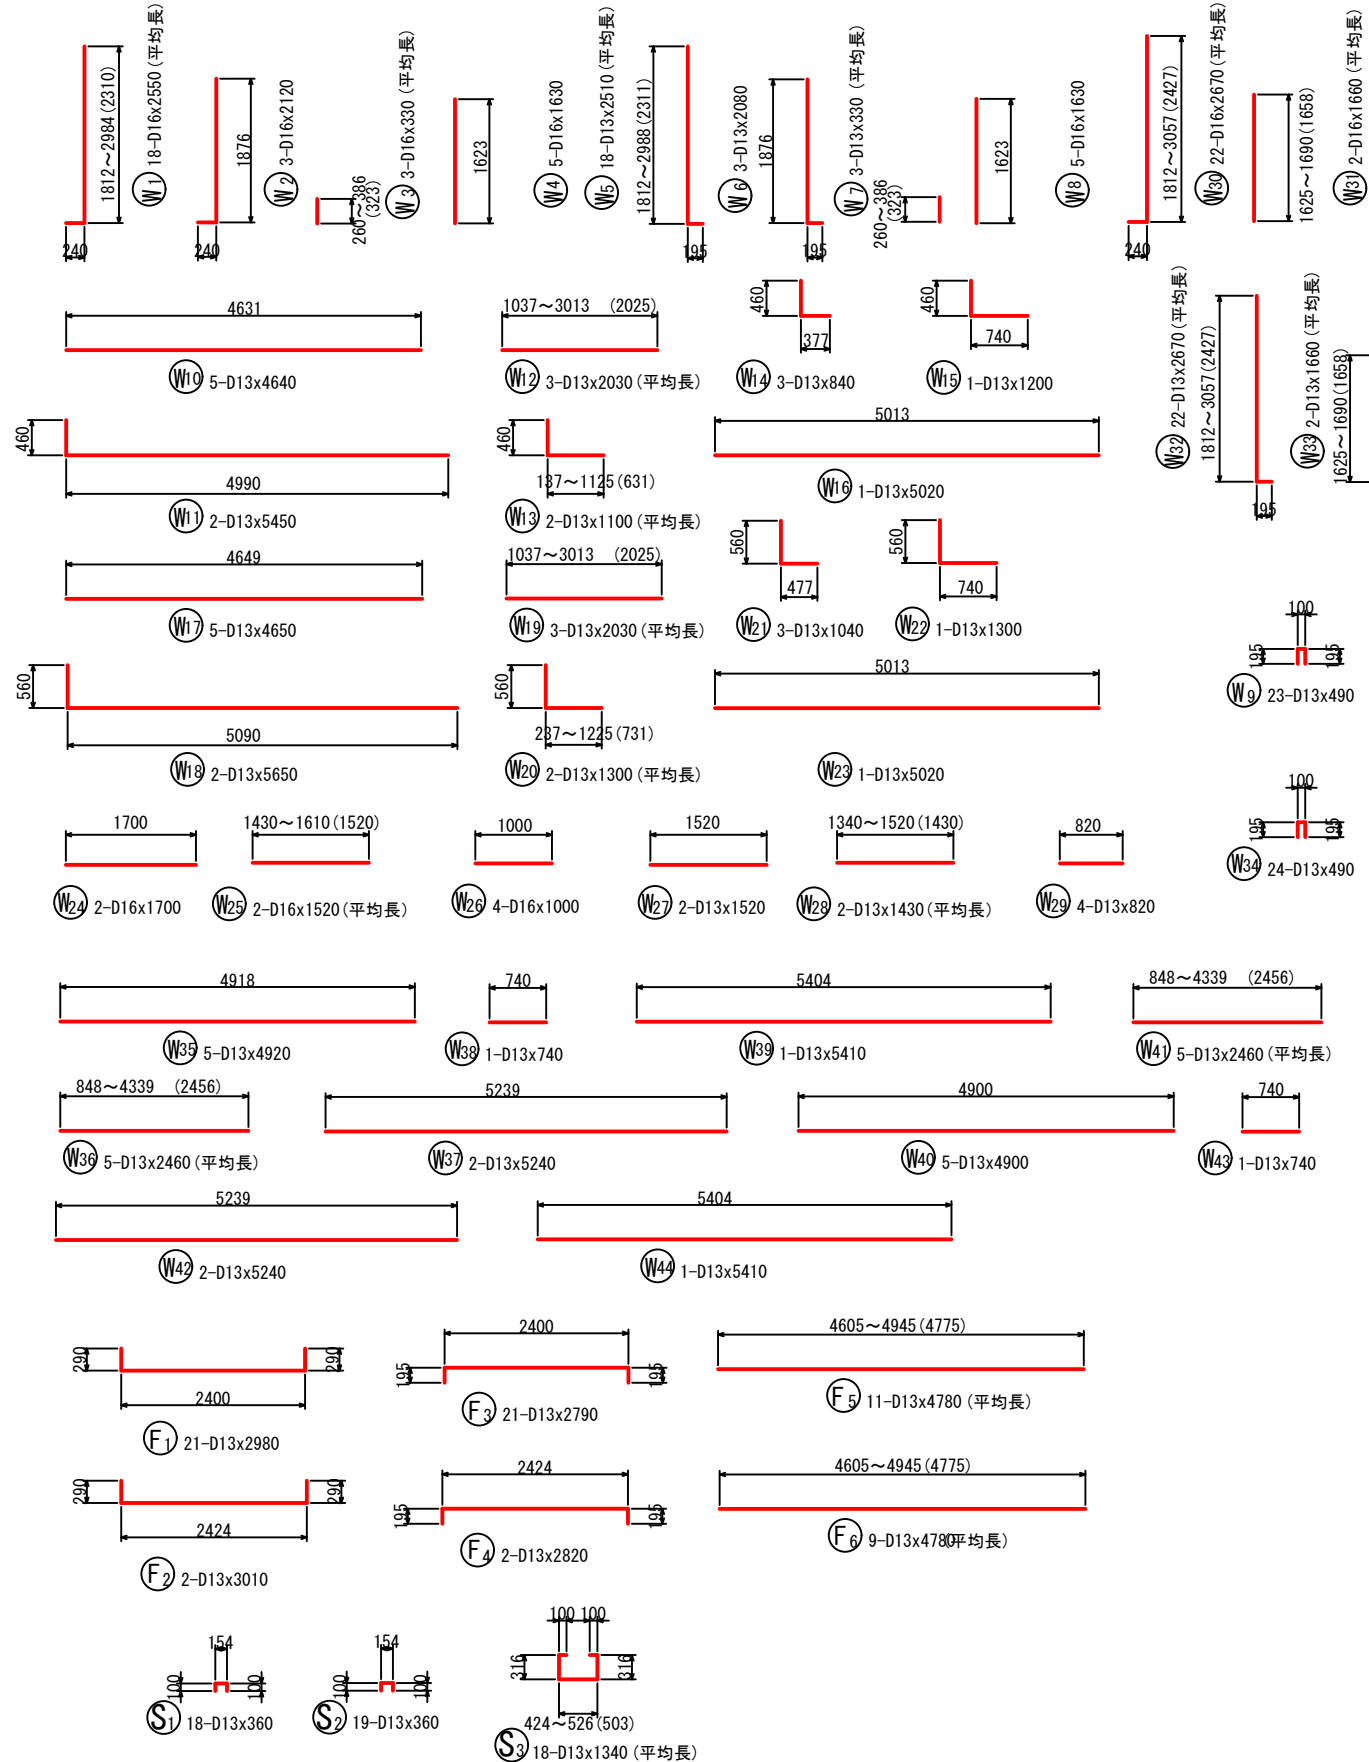 1812～2984(2310)
240
W1 18-D16x2550(平均長)
1876
240
W2 3-D16x2120
260～386
(323)
W3 3-D16x330(平均長)
1623
W4 5-D16x1630
W5 18-D13x2510(平均長)
1812～2988(2311)
195
W6 3-D13x2080
1876
195
W7 3-D13x330(平均長)
260～386
(323)
1623
W8 5-D16x1630
1812～3057(2427)
240
W30 22-D16x2670(平均長)
1625～1690(1658)
W31 2-D16x1660(平均長)
4631
W10 5-D13x4640
1037～3013 (2025)
W12 3-D13x2030(平均長)
460
377
W14 3-D13x840
460
740
W15 1-D13x1200
W32 22-D13x2670(平均長)
1812～3057(2427)
195
W33 2-D13x1660(平均長)
1625～1690(1658)
460
4990
W11 2-D13x5450
460
137～1125(631)
W13 2-D13x1100(平均長)
5013
W16 1-D13x5020
4649
W17 5-D13x4650
1037～3013 (2025)
W19 3-D13x2030(平均長)
560
477
W21 3-D13x1040
560
740
W22 1-D13x1300
100
195
195
W9 23-D13x490
560
5090
W18 2-D13x5650
560
237～1225(731)
W20 2-D13x1300(平均長)
5013
W23 1-D13x5020
100
195
195
W34 24-D13x490
1700
W24 2-D16x1700
1430～1610(1520)
W25 2-D16x1520(平均長)
1000
W26 4-D16x1000
1520
W27 2-D13x1520
1340～1520(1430)
W28 2-D13x1430(平均長)
820
W29 4-D13x820
4918
W35 5-D13x4920
740
W38 1-D13x740
5404
W39 1-D13x5410
848～4339 (2456)
W41 5-D13x2460(平均長)
848～4339 (2456)
W36 5-D13x2460(平均長)
5239
W37 2-D13x5240
4900
W40 5-D13x4900
740
W43 1-D13x740
5239
W42 2-D13x5240
5404
W44 1-D13x5410
290
290
2400
F1 21-D13x2980
2400
195
195
F3 21-D13x2790
4605～4945(4775)
F5 11-D13x4780(平均長)
290
290
2424
F2 2-D13x3010
2424
195
195
F4 2-D13x2820
4605～4945(4775)
F6 9-D13x4780(平均長)
154
100
100
S1 18-D13x360
154
100
100
S2 19-D13x360
100 100
316
316
424～526(503)
S3 18-D13x1340(平均長)